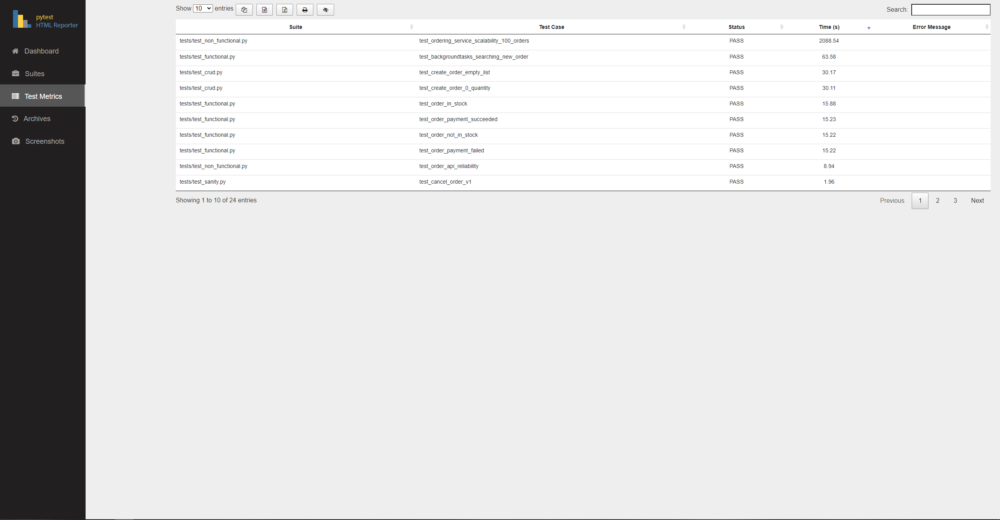 pytest
HTML Reporter
Dashboard
Suites
Test Metrics
Archives
Screenshots
Show 10 entries
Search:
Suite Test Case Status Time (s) Error Message
tests/test_non_functional.py test_ordering_service_scalability_100_orders PASS 2088.54
tests/test_functional.py test_backgroundtasks_searching_new_order PASS 63.58
tests/test_crud.py test_create_order_empty_list PASS 30.17
tests/test_crud.py test_create_order_0_quantity PASS 30.11
tests/test_functional.py test_order_in_stock PASS 15.88
tests/test_functional.py test_order_payment_succeeded PASS 15.23
tests/test_functional.py test_order_not_in_stock PASS 15.22
tests/test_functional.py test_order_payment_failed PASS 15.22
tests/test_non_functional.py test_order_api_reliability PASS 8.94
tests/test_sanity.py test_cancel_order_v1 PASS 1.96
Showing 1 to 10 of 24 entries
Previous 1 2 3 Next